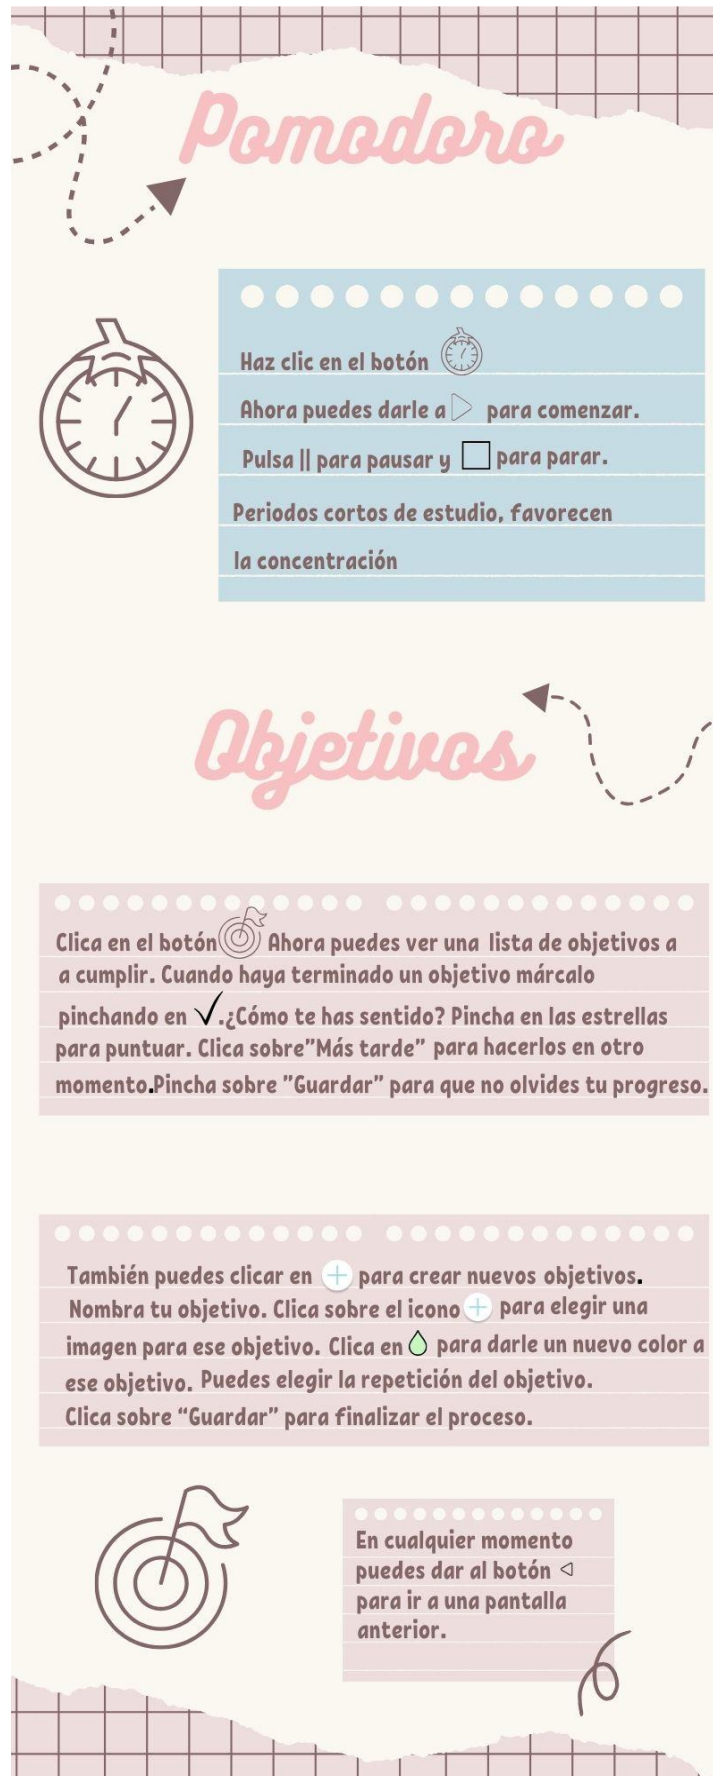 Pomodoro
Haz clic en el botón
Ahora puedes darle a para comenzar.
Pulsa || para pausar y para parar.
Periodos cortos de estudio, favorecen
la concentración
Objetivos
Clica en el botón Ahora puedes ver una lista de objetivos a
a cumplir. Cuando haya terminado un objetivo márcalo
pinchando en ✓.¿Cómo te has sentido? Pincha en las estrellas
para puntuar. Clica sobre"Más tarde" para hacerlos en otro
momento.Pincha sobre "Guardar" para que no olvides tu progreso.
También puedes clicar en + para crear nuevos objetivos.
Nombra tu objetivo. Clica sobre el icono + para elegir una
imagen para ese objetivo. Clica en para darle un nuevo color a
ese objetivo. Puedes elegir la repetición del objetivo.
Clica sobre "Guardar" para finalizar el proceso.
En cualquier momento
puedes dar al botón
para ir a una pantalla
anterior.